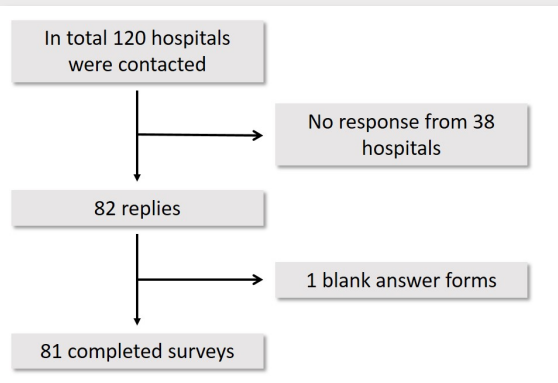 In total 120 hospitals
were contacted
No response from 38
hospitals
82 replies
1 blank answer forms
81 completed surveys